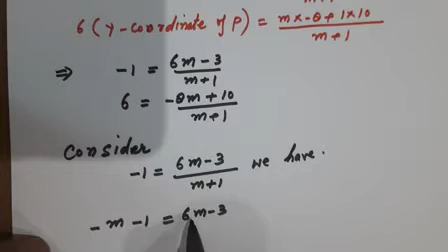 6 (Y-coordinate of P) = (m × -8 + 1 × 10)/(m+1)
⇒ -1 = (6m - 3)/(m+1)
6 = (-8m + 10)/(m+1)
Consider
-1 = (6m - 3)/(m+1) we have.
-m - 1 = 6m - 3